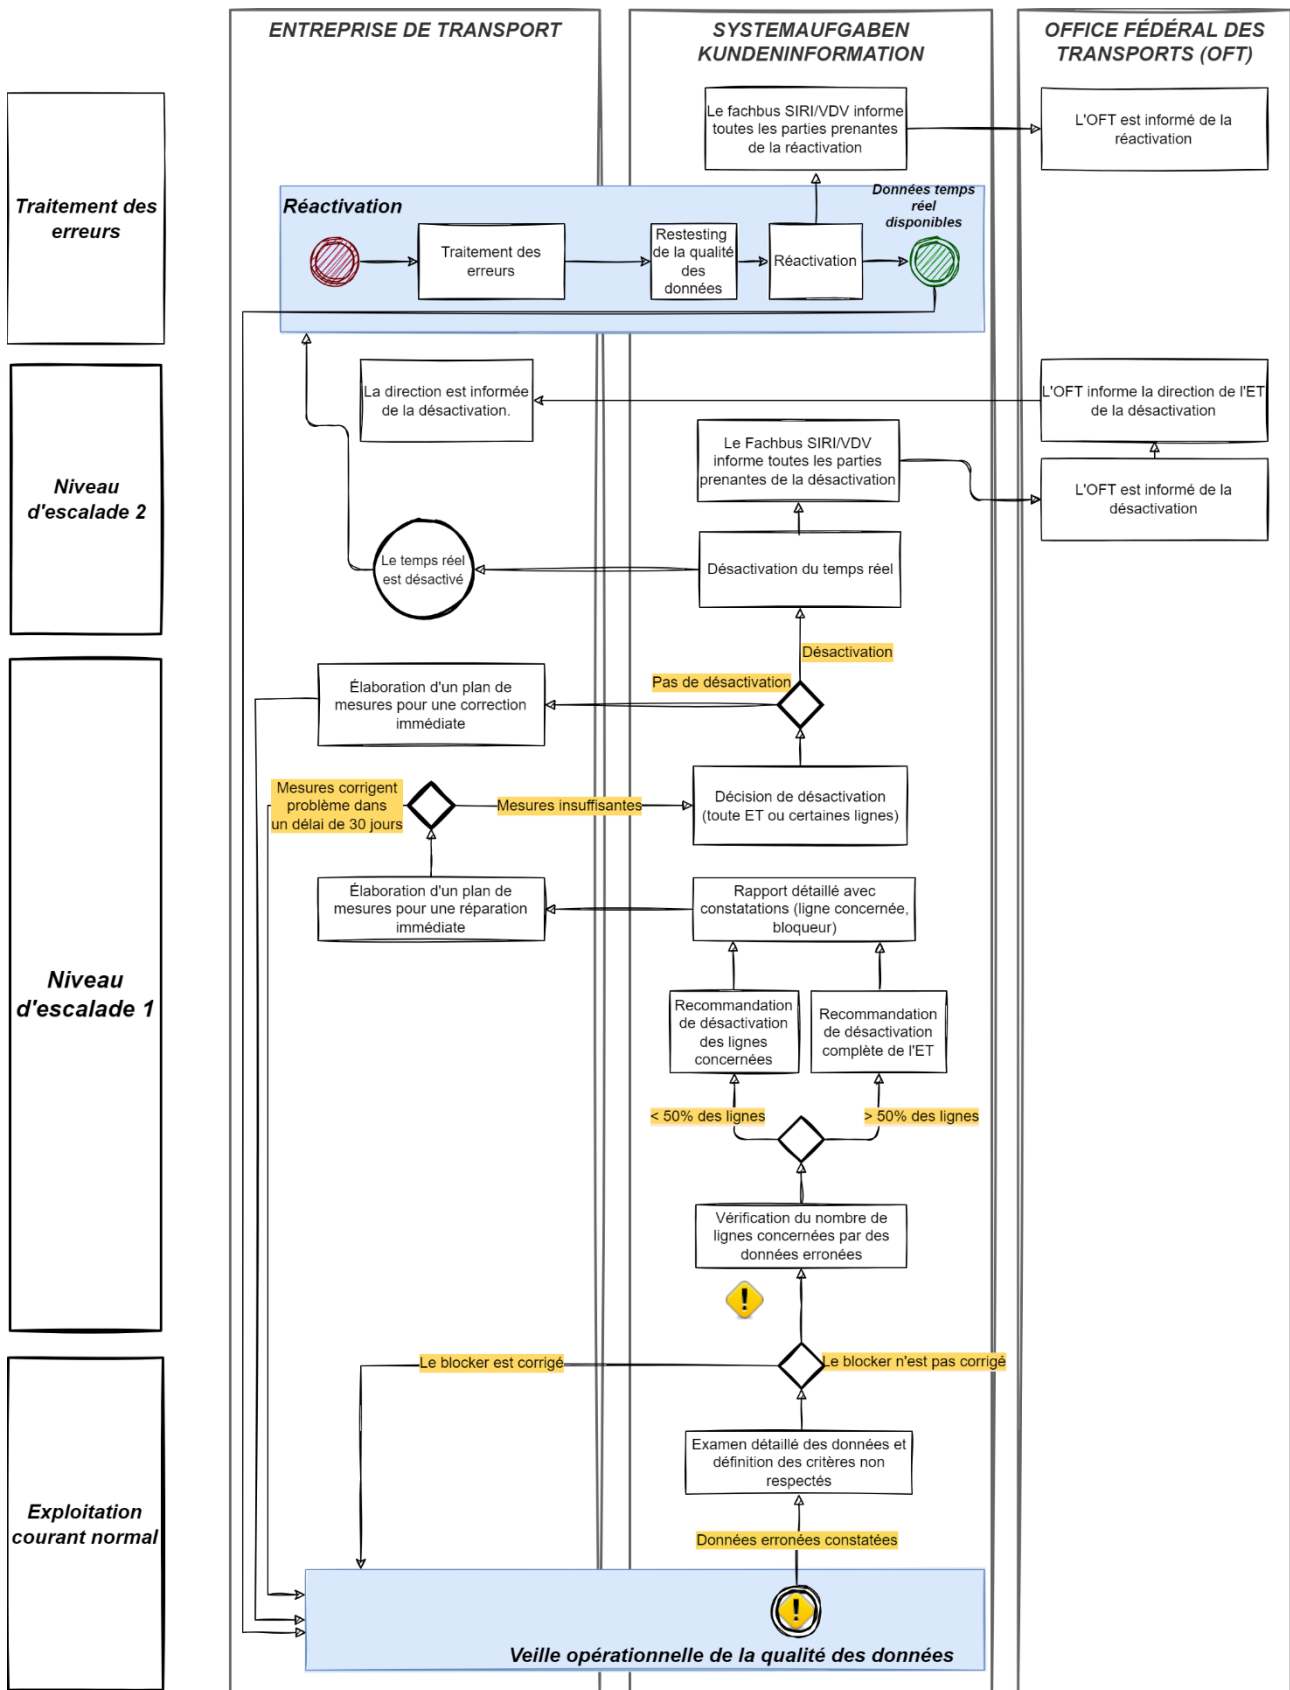 ENTREPRISE DE TRANSPORT
SYSTEMAUFGABEN
KUNDENINFORMATION
OFFICE FÉDÉRAL DES
TRANSPORTS (OFT)
Traitement des
erreurs
Le fachbus SIRI/VDV informe
toutes les parties prenantes
de la réactivation
L'OFT est informé de la
réactivation
Réactivation
Données temps
réel
disponibles
Traitement des
erreurs
Restesting
de la qualité
des
données
Réactivation
Niveau
d'escalade 2
La direction est informée
de la désactivation.
L'OFT informe la direction de l'ET
de la désactivation
Le Fachbus SIRI/VDV
informe toutes les parties
prenantes de la désactivation
L'OFT est informé de la
désactivation
Le temps réel
est désactivé
Désactivation du temps réel
Niveau
d'escalade 1
Désactivation
Pas de désactivation
Élaboration d'un plan de
mesures pour une correction
immédiate
Mesures corrigent
problème dans
un délai de 30 jours
Mesures insuffisantes
Décision de désactivation
(toute ET ou certaines lignes)
Élaboration d'un plan de
mesures pour une réparation
immédiate
Rapport détaillé avec
constatations (ligne concernée,
bloqueur)
Recommandation
de désactivation
des lignes
concernées
Recommandation
de désactivation
complète de l'ET
< 50% des lignes
> 50% des lignes
Vérification du nombre de
lignes concernées par des
données erronées
Exploitation
courant normal
Le blocker est corrigé
Le blocker n'est pas corrigé
Examen détaillé des données et
définition des critères non
respectés
Données erronées constatées
Veille opérationnelle de la qualité des données